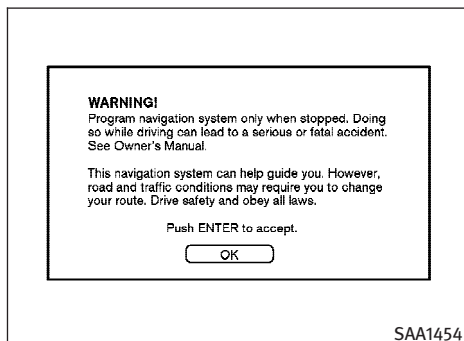 WARNING!
Program navigation system only when stopped. Doing
so while driving can lead to a serious or fatal accident.
See Owner's Manual.
This navigation system can help guide you. However,
road and traffic conditions may require you to change
your route. Drive safety and obey all laws.
Push ENTER to accept.
OK
SAA1454